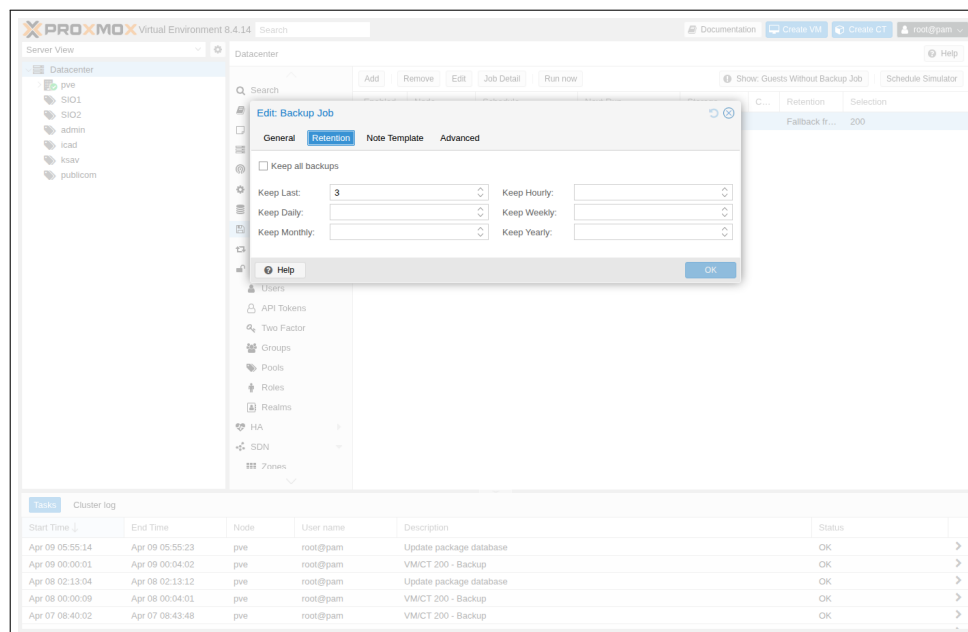 PROXMOX Virtual Environment 8.4.14 Search Documentation Create VM Create CT root@pam
Server View Datacenter Help
Datacenter
pve
SIO1
SIO2
admin
icad
ksav
publicom
Search
Add Remove Edit Job Detail Run now Show: Guests Without Backup Job Schedule Simulator
C... Retention Selection
Fallback fr... 200
Edit: Backup Job
General Retention Note Template Advanced
Keep all backups
Keep Last: 3 Keep Hourly:
Keep Daily: Keep Weekly:
Keep Monthly: Keep Yearly:
Help OK
Users
API Tokens
Two Factor
Groups
Pools
Roles
Realms
HA
SDN
Zones
Tasks Cluster log
Start Time End Time Node User name Description Status
Apr 09 05:55:14 Apr 09 05:55:23 pve root@pam Update package database OK
Apr 09 00:00:01 Apr 09 00:04:02 pve root@pam VM/CT 200 - Backup OK
Apr 08 02:13:04 Apr 08 02:13:12 pve root@pam Update package database OK
Apr 08 00:00:09 Apr 08 00:04:01 pve root@pam VM/CT 200 - Backup OK
Apr 07 08:40:02 Apr 07 08:43:48 pve root@pam VM/CT 200 - Backup OK